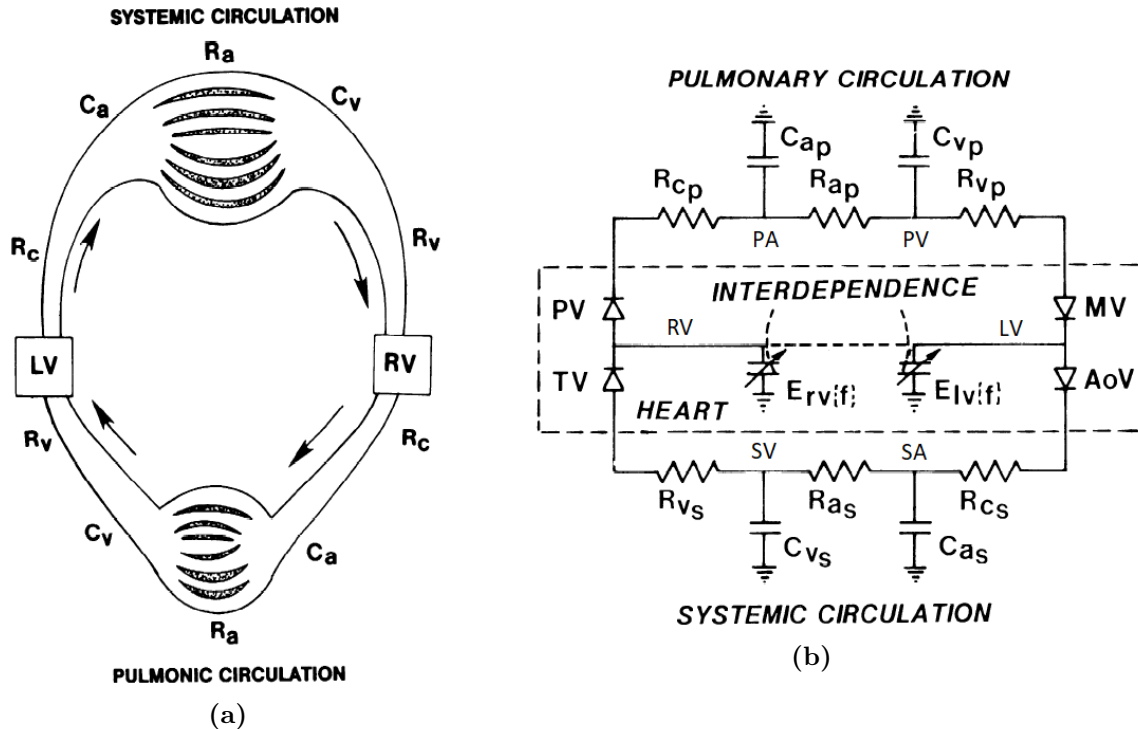 SYSTEMIC CIRCULATION
Ra
Ca
Cv
Rc
Rv
LV
RV
Rv
Rc
Cv
Ca
Ra
PULMONIC CIRCULATION
(a)
PULMONARY CIRCULATION
Cap
Cvp
Rcp
Rap
Rvp
PA
PV
INTERDEPENDENCE
PV
RV
LV
MV
TV
Erv{f}
Elv{f}
AoV
HEART
SV
SA
Rvs
Ras
Rcs
Cvs
Cas
SYSTEMIC CIRCULATION
(b)